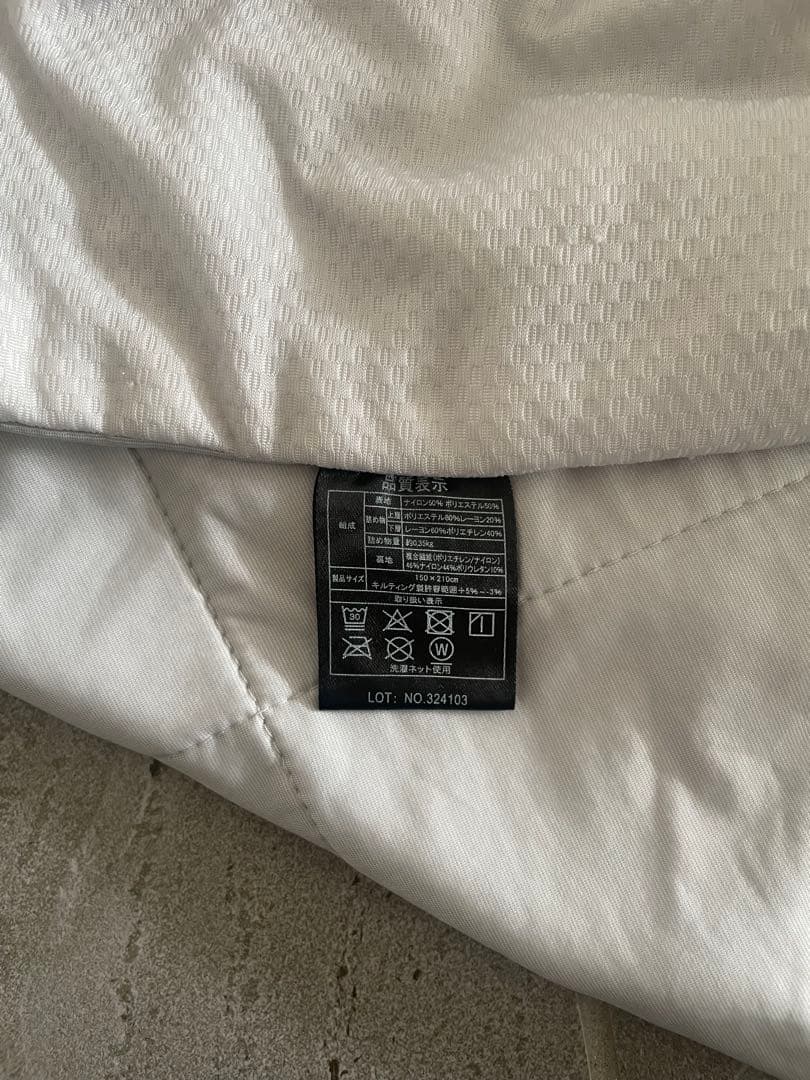 品質表示
組成
表地 ナイロン50% ポリエステル50%
詰め物 上層 ポリエステル80%レーヨン20%
下層 レーヨン60%ポリエチレン40%
詰め物重量 約0.35kg
裏地 複合繊維(ポリエチレン/ナイロン)
46%ナイロン44%ポリウレタン10%
製品サイズ 150×210cm
キルティング製許容範囲+5%~-3%
取り扱い表示
30
W
洗濯ネット使用
LOT: NO.324103